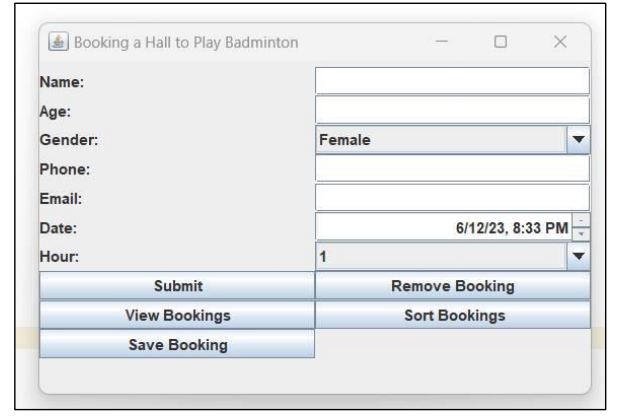 Booking a Hall to Play Badminton
Name:
Age:
Gender: Female
Phone:
Email:
Date: 6/12/23, 8:33 PM
Hour: 1
Submit Remove Booking
View Bookings Sort Bookings
Save Booking